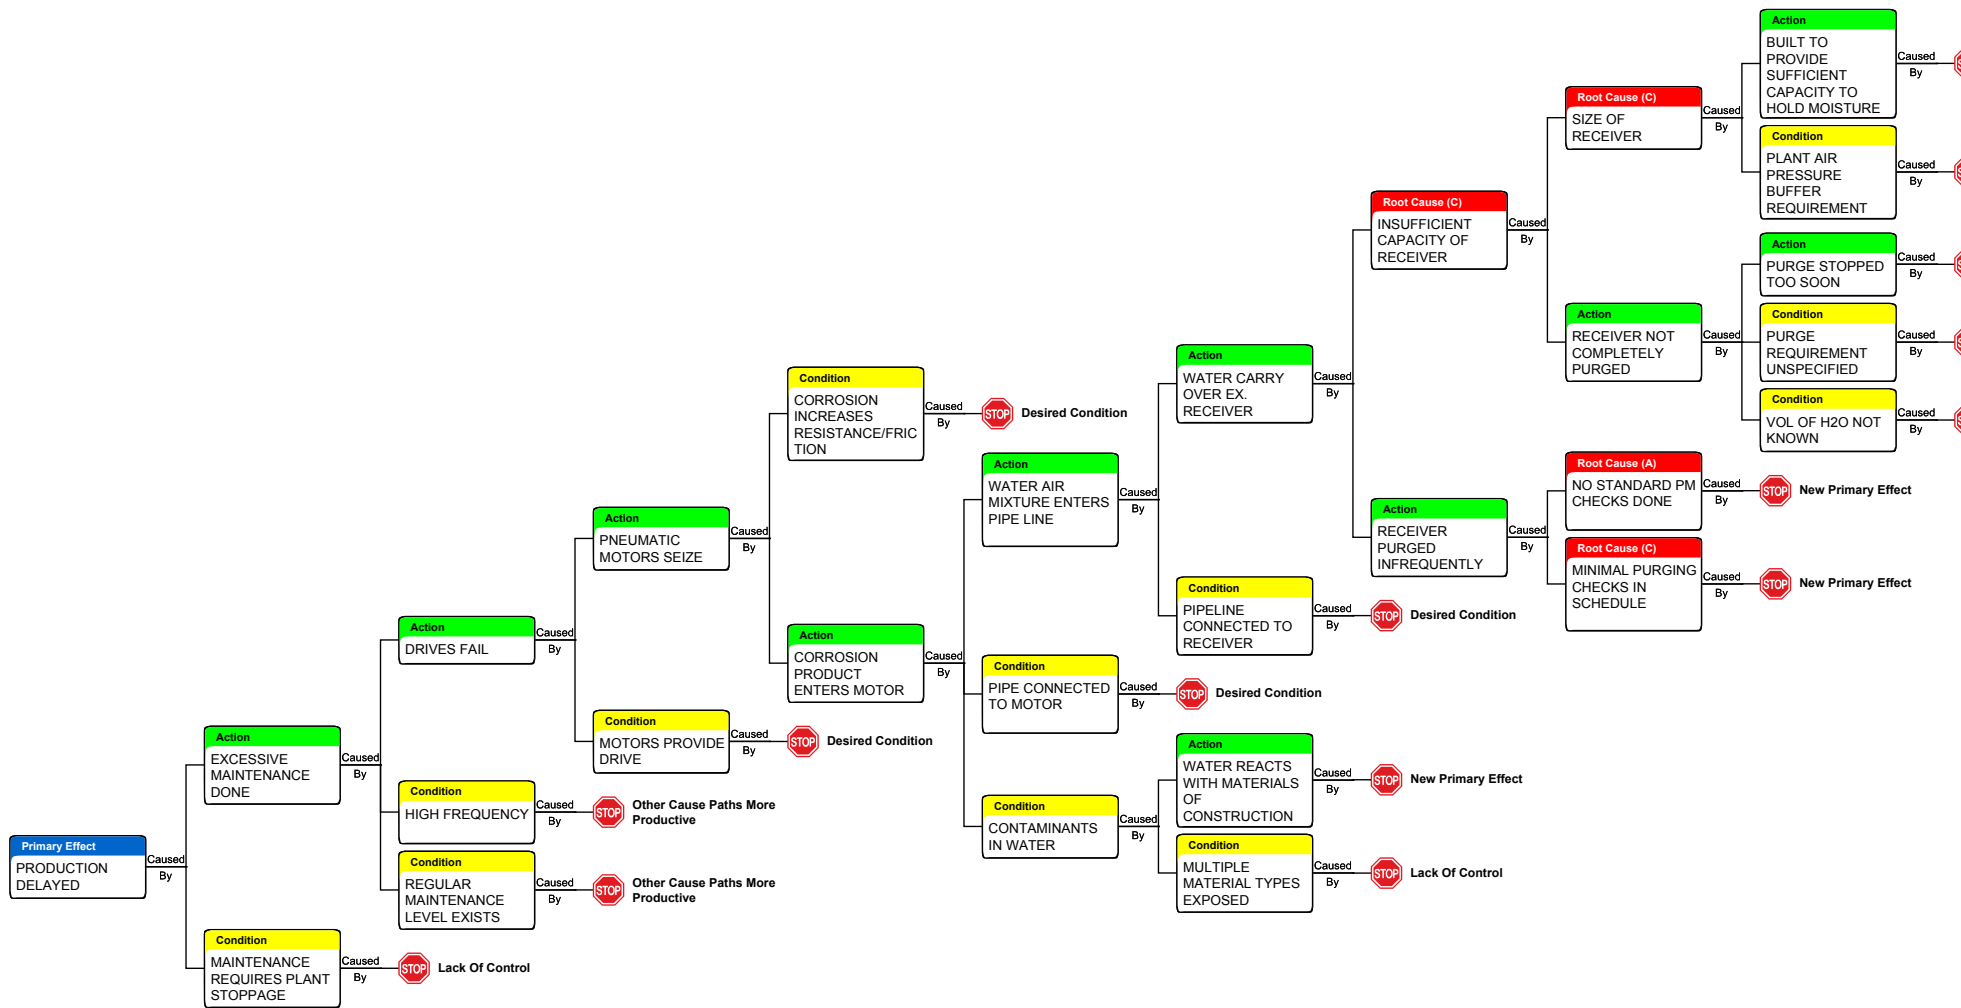 Primary Effect
PRODUCTION
DELAYED
Caused
By
Action
EXCESSIVE
MAINTENANCE
DONE
Caused
By
Condition
MAINTENANCE
REQUIRES PLANT
STOPPAGE
Caused
By
STOP
Lack Of Control
Action
DRIVES FAIL
Caused
By
Condition
HIGH FREQUENCY
Caused
By
STOP
Other Cause Paths More
Productive
Condition
REGULAR
MAINTENANCE
LEVEL EXISTS
Caused
By
STOP
Other Cause Paths More
Productive
Action
PNEUMATIC
MOTORS SEIZE
Caused
By
Condition
MOTORS PROVIDE
DRIVE
Caused
By
STOP
Desired Condition
Condition
CORROSION
INCREASES
RESISTANCE/FRIC
TION
Caused
By
STOP
Desired Condition
Action
CORROSION
PRODUCT
ENTERS MOTOR
Caused
By
Action
WATER AIR
MIXTURE ENTERS
PIPE LINE
Caused
By
Condition
PIPE CONNECTED
TO MOTOR
Caused
By
STOP
Desired Condition
Condition
CONTAMINANTS
IN WATER
Caused
By
Action
WATER CARRY
OVER EX.
RECEIVER
Caused
By
Condition
PIPELINE
CONNECTED TO
RECEIVER
Caused
By
STOP
Desired Condition
Action
WATER REACTS
WITH MATERIALS
OF
CONSTRUCTION
Caused
By
STOP
New Primary Effect
Condition
MULTIPLE
MATERIAL TYPES
EXPOSED
Caused
By
STOP
Lack Of Control
Root Cause (C)
INSUFFICIENT
CAPACITY OF
RECEIVER
Caused
By
Action
RECEIVER
PURGED
INFREQUENTLY
Caused
By
Root Cause (C)
SIZE OF
RECEIVER
Caused
By
Action
RECEIVER NOT
COMPLETELY
PURGED
Caused
By
Root Cause (A)
NO STANDARD PM
CHECKS DONE
Caused
By
STOP
New Primary Effect
Root Cause (C)
MINIMAL PURGING
CHECKS IN
SCHEDULE
Caused
By
STOP
New Primary Effect
Action
BUILT TO
PROVIDE
SUFFICIENT
CAPACITY TO
HOLD MOISTURE
Caused
By
Condition
PLANT AIR
PRESSURE
BUFFER
REQUIREMENT
Caused
By
Action
PURGE STOPPED
TOO SOON
Caused
By
Condition
PURGE
REQUIREMENT
UNSPECIFIED
Caused
By
Condition
VOL OF H2O NOT
KNOWN
Caused
By